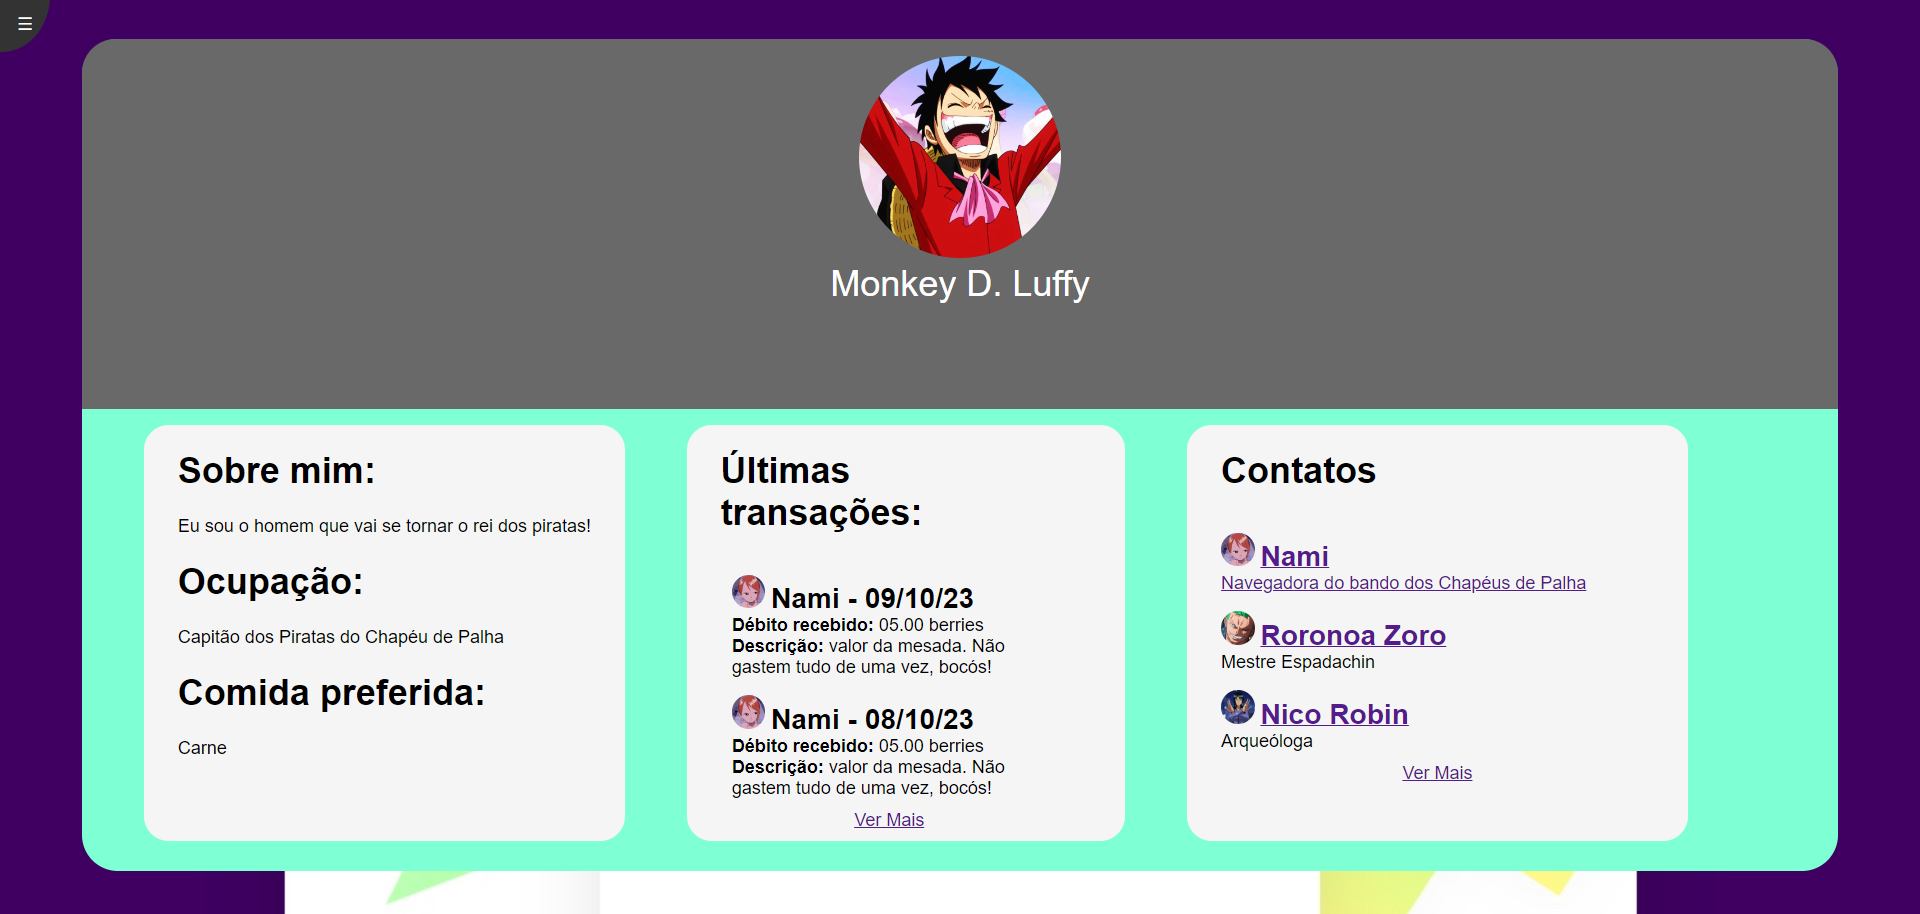 ☰
Monkey D. Luffy
Sobre mim:
Eu sou o homem que vai se tornar o rei dos piratas!
Ocupação:
Capitão dos Piratas do Chapéu de Palha
Comida preferida:
Carne
Últimas
transações:
Nami - 09/10/23
Débito recebido: 05.00 berries
Descrição: valor da mesada. Não
gastem tudo de uma vez, bocós!
Nami - 08/10/23
Débito recebido: 05.00 berries
Descrição: valor da mesada. Não
gastem tudo de uma vez, bocós!
Ver Mais
Contatos
Nami
Navegadora do bando dos Chapéus de Palha
Roronoa Zoro
Mestre Espadachin
Nico Robin
Arqueóloga
Ver Mais